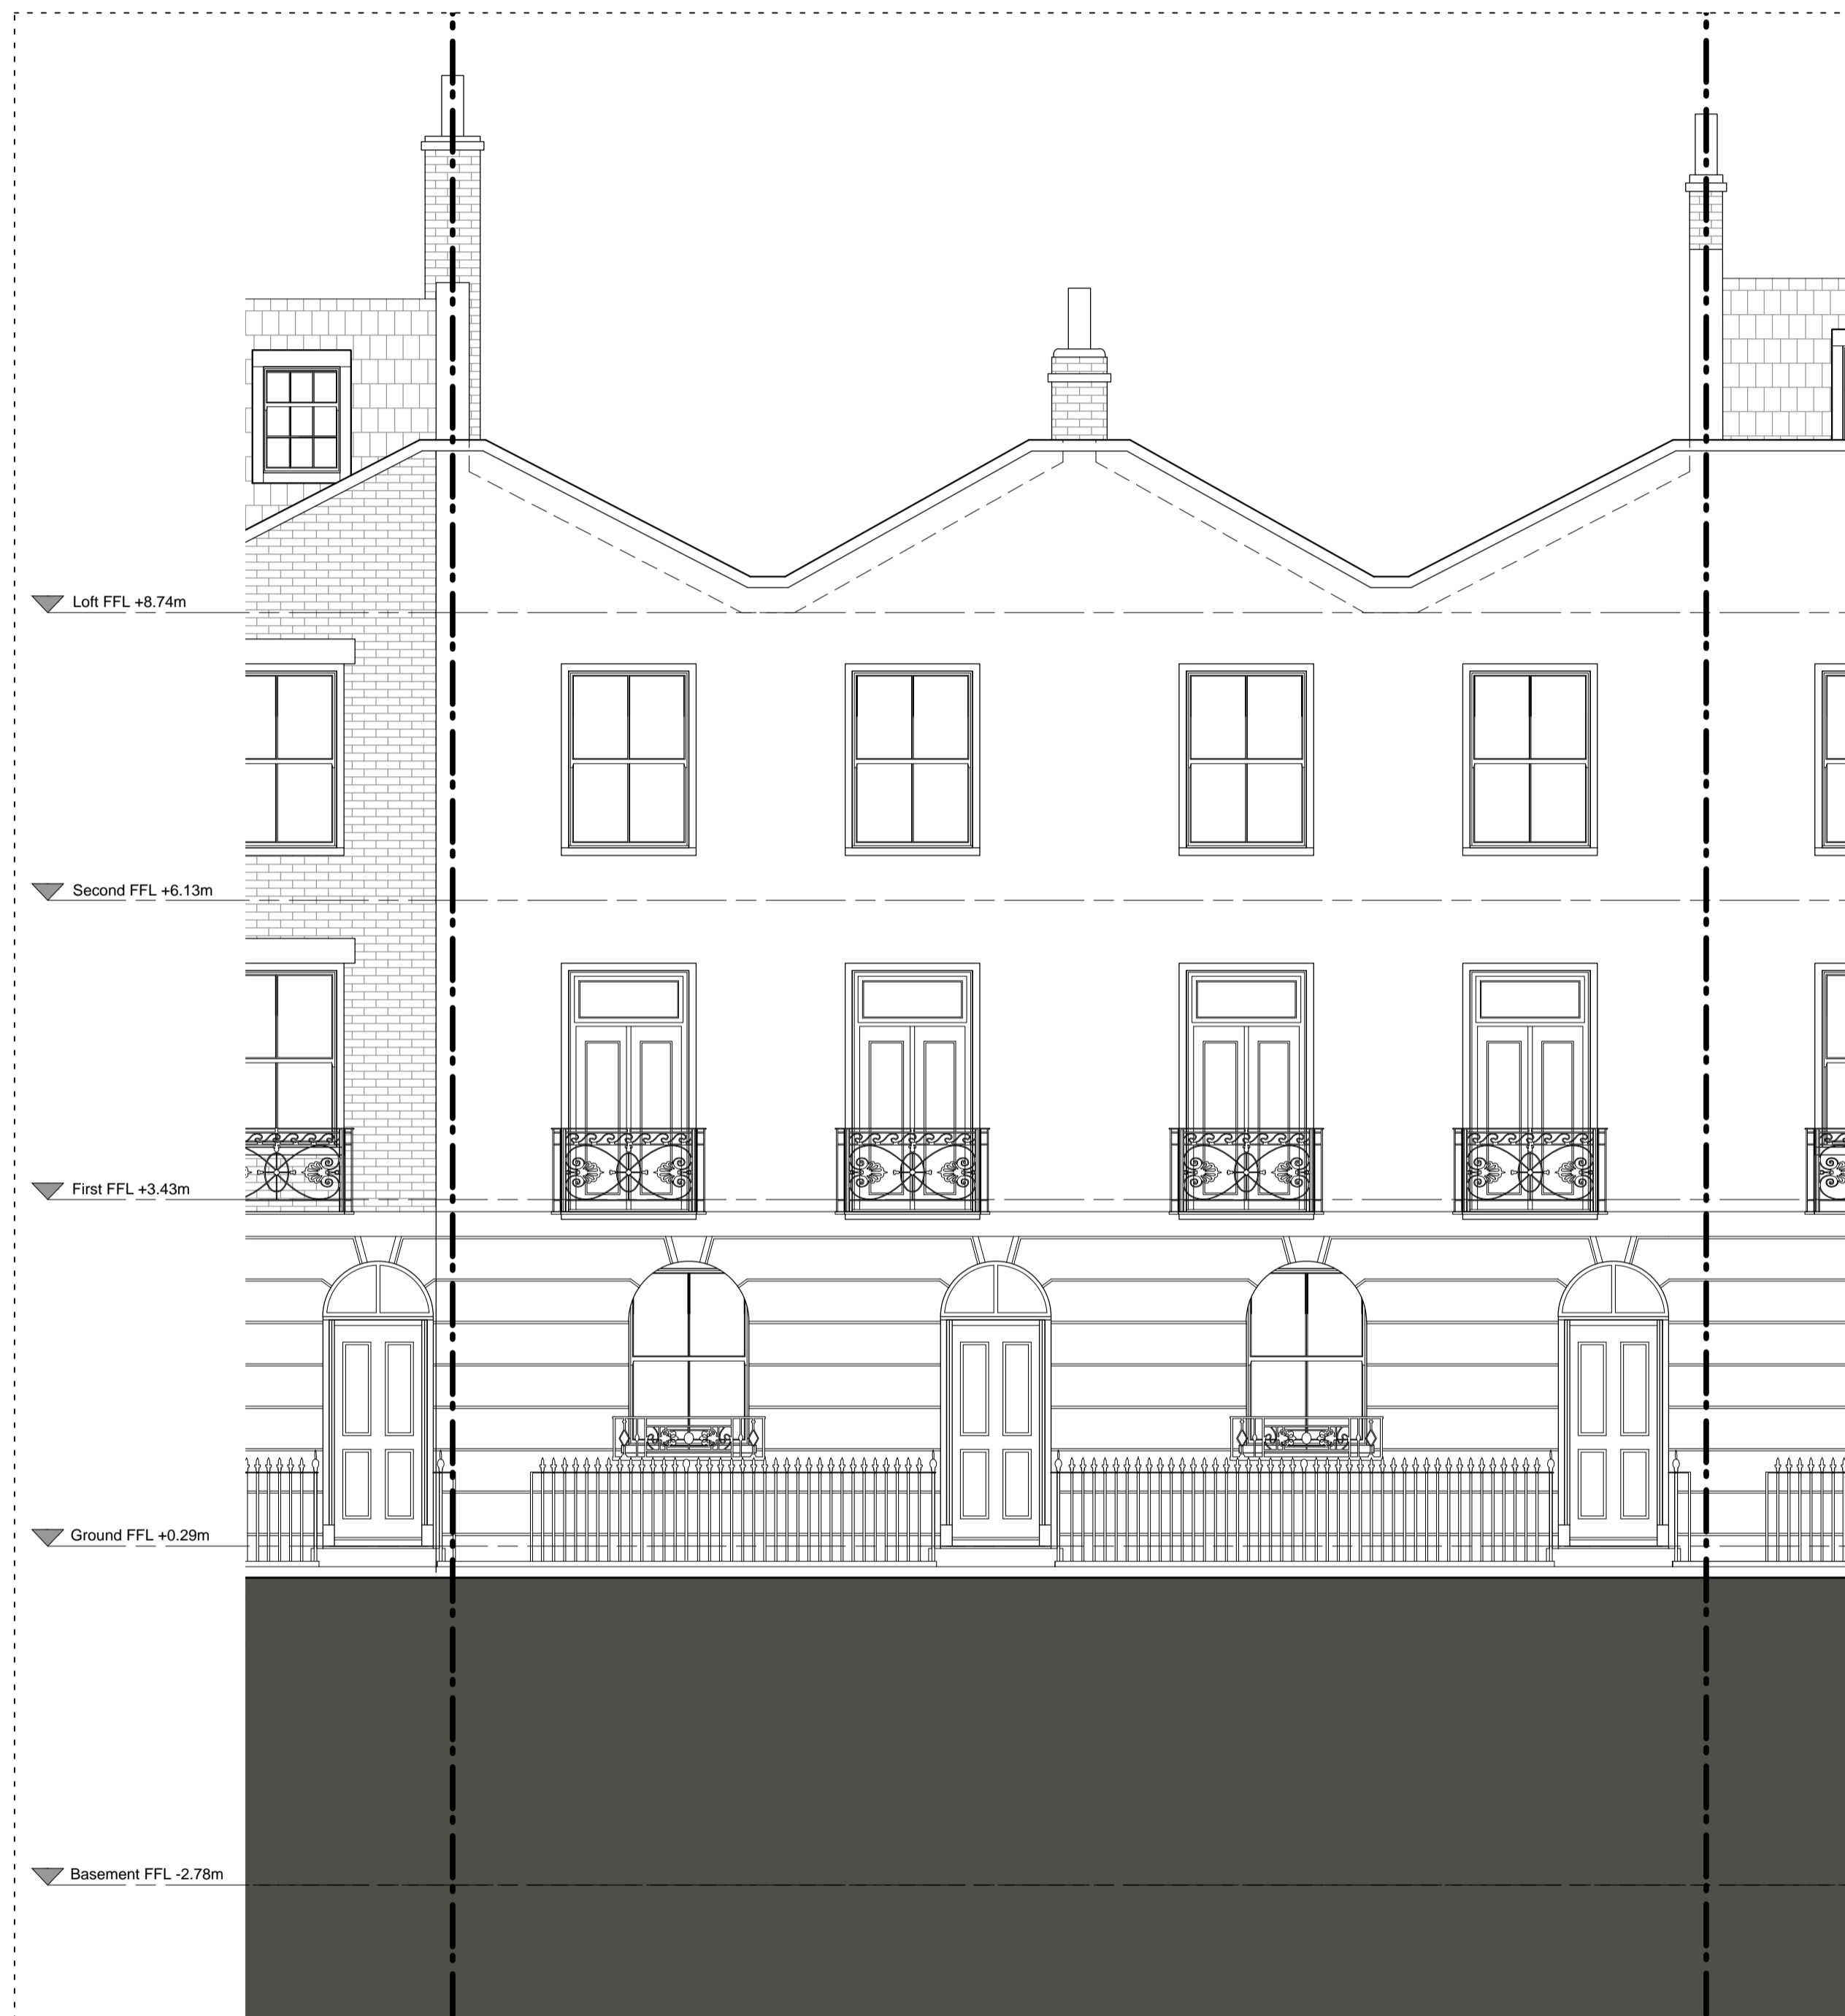 Loft FFL +8.74m
Second FFL +6.13m
First FFL +3.43m
Ground FFL +0.29m
Basement FFL -2.78m